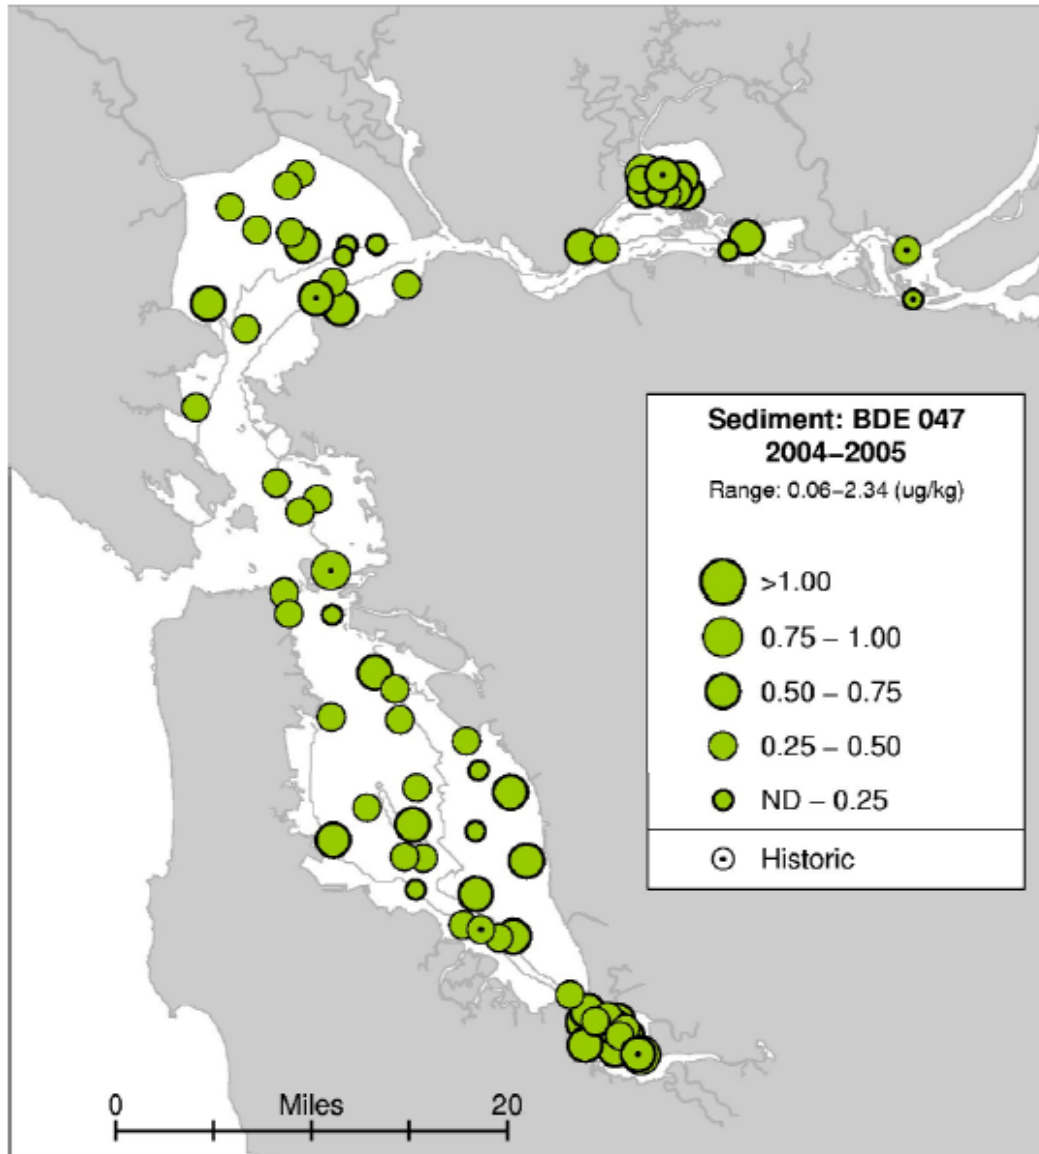 Sediment: BDE 047
2004–2005
Range: 0.06–2.34 (ug/kg)
>1.00
0.75 – 1.00
0.50 – 0.75
0.25 – 0.50
ND – 0.25
Historic
0 Miles 20